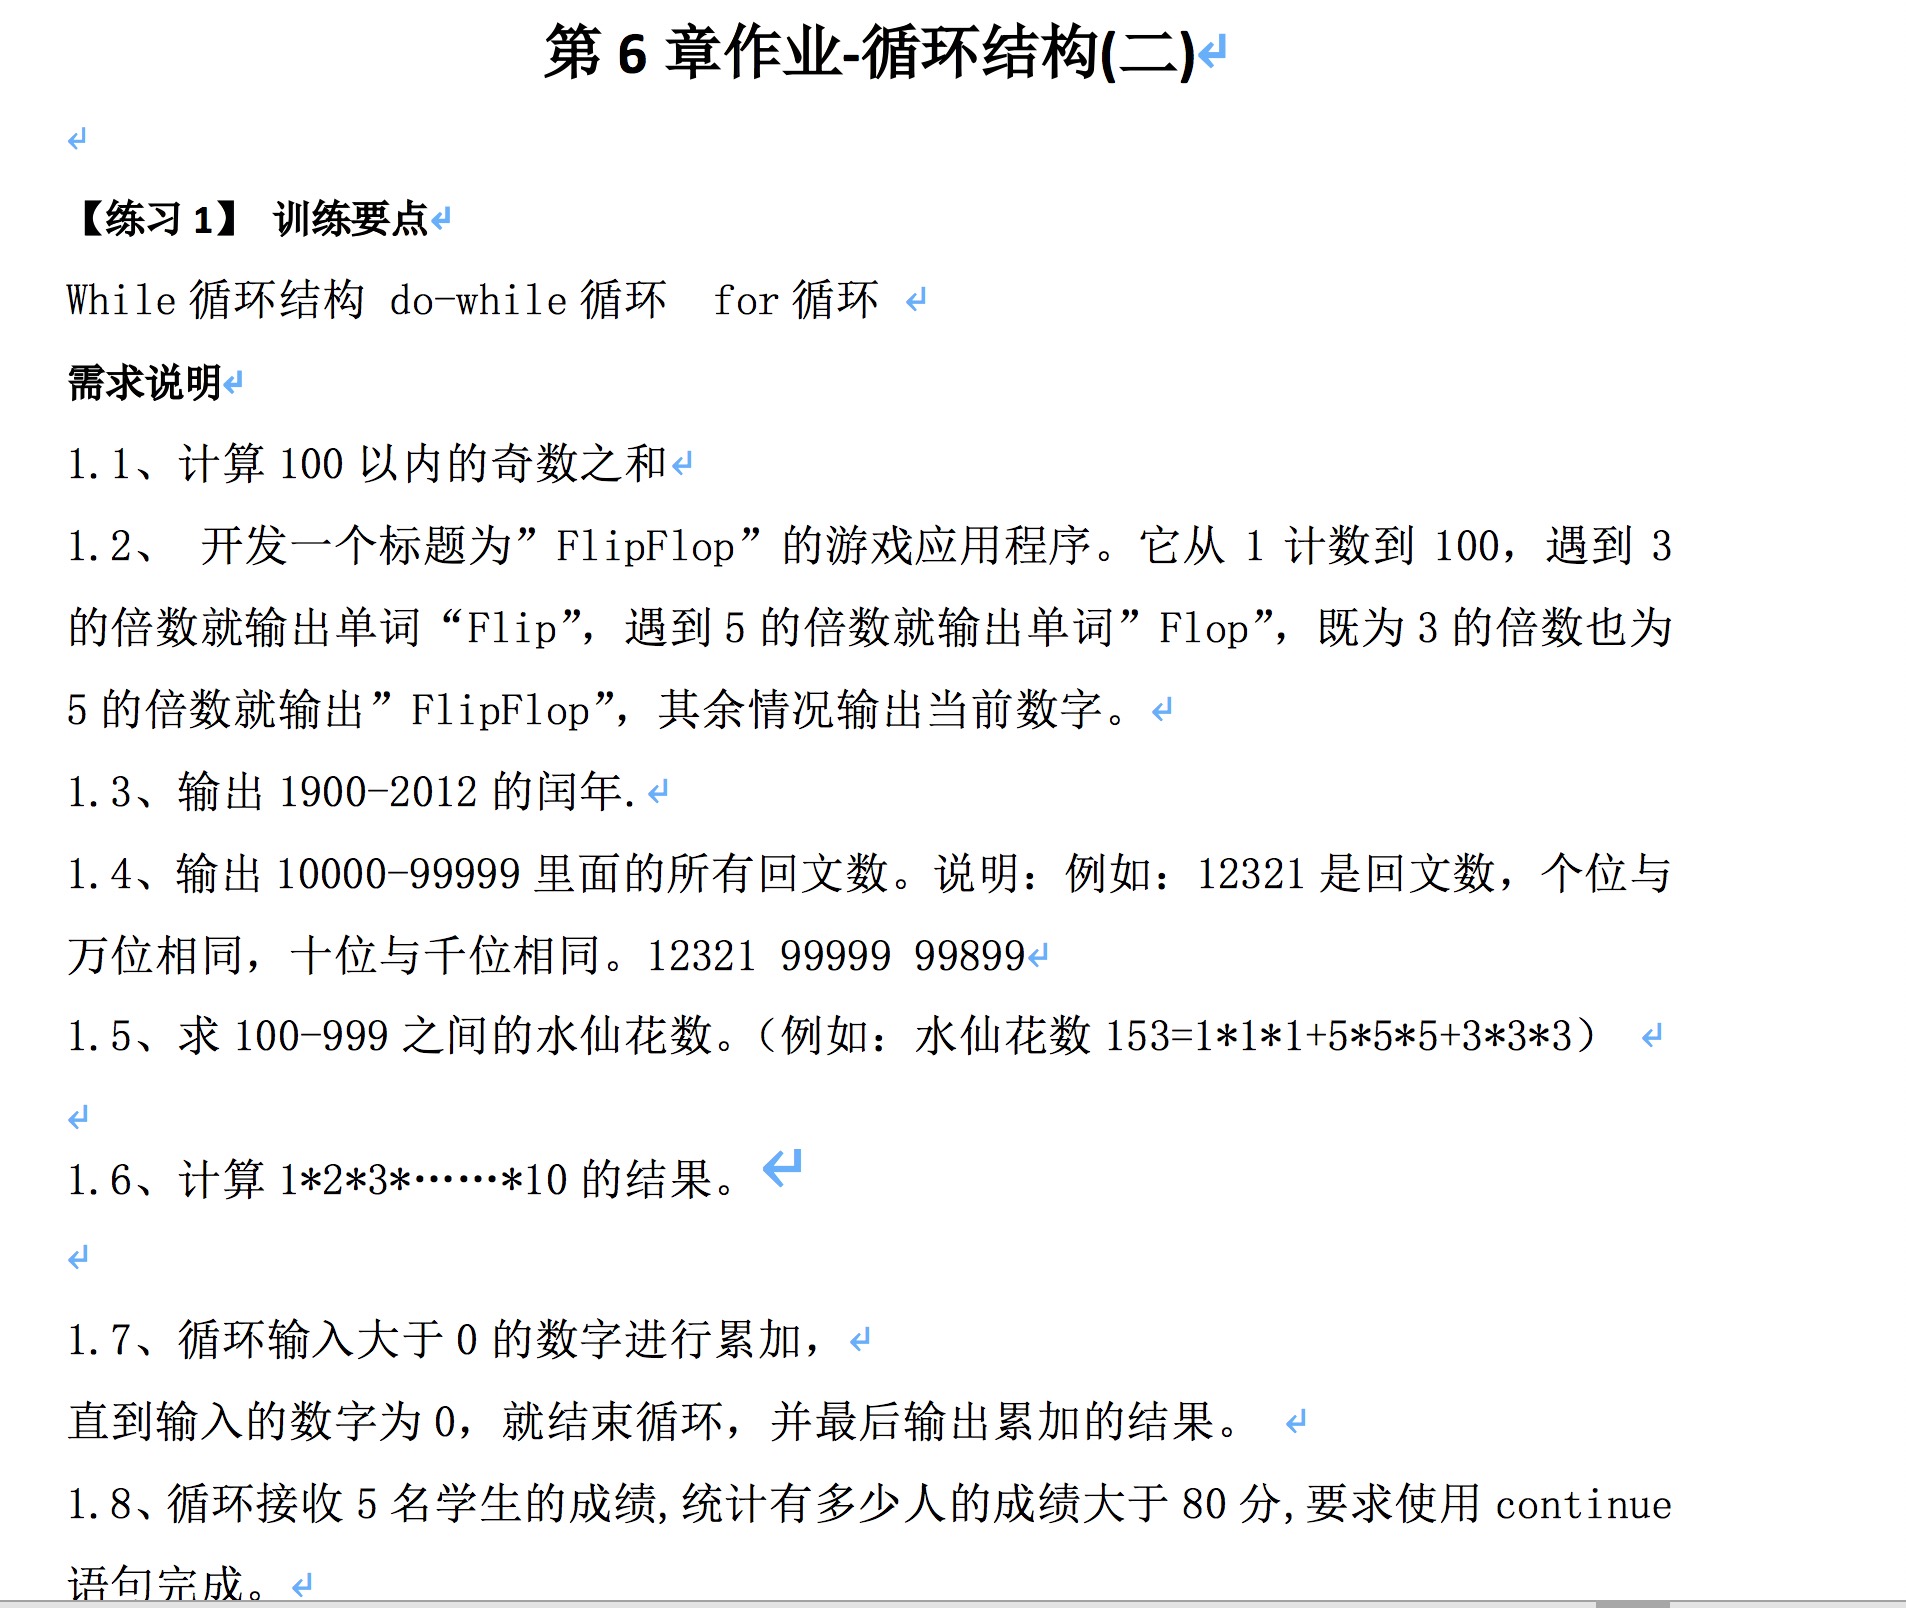 第 6 章作业-循环结构(二)
【练习 1】 训练要点
While 循环结构 do-while 循环 for 循环
需求说明
1.1、计算 100 以内的奇数之和
1.2、 开发一个标题为”FlipFlop”的游戏应用程序。它从 1 计数到 100，遇到 3
的倍数就输出单词“Flip”，遇到 5 的倍数就输出单词”Flop”，既为 3 的倍数也为
5 的倍数就输出”FlipFlop”，其余情况输出当前数字。
1.3、输出 1900-2012 的闰年.
1.4、输出 10000-99999 里面的所有回文数。说明：例如：12321 是回文数，个位与
万位相同，十位与千位相同。12321 99999 99899
1.5、求 100-999 之间的水仙花数。（例如：水仙花数 153=1*1*1+5*5*5+3*3*3）
1.6、计算 1*2*3*……*10 的结果。
1.7、循环输入大于 0 的数字进行累加，
直到输入的数字为 0，就结束循环，并最后输出累加的结果。
1.8、循环接收 5 名学生的成绩,统计有多少人的成绩大于 80 分,要求使用 continue
语句完成。